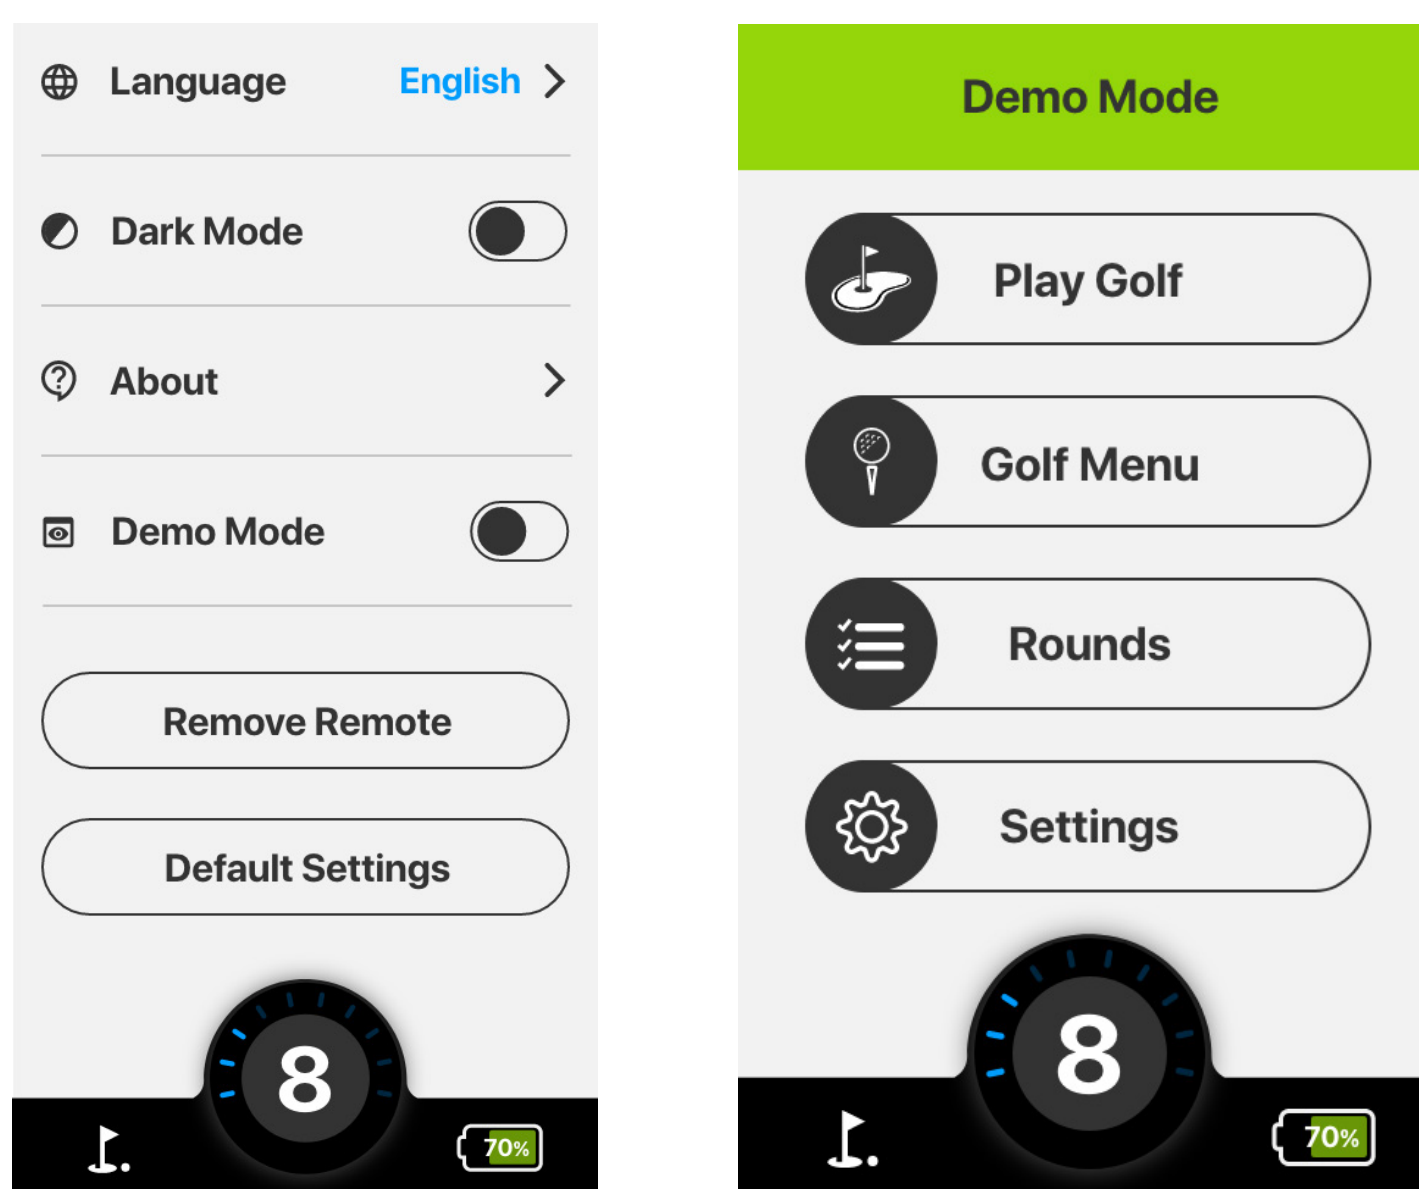 Language English
Dark Mode
About
Demo Mode
Remove Remote
Default Settings
8
70%
Demo Mode
Play Golf
Golf Menu
Rounds
Settings
8
70%